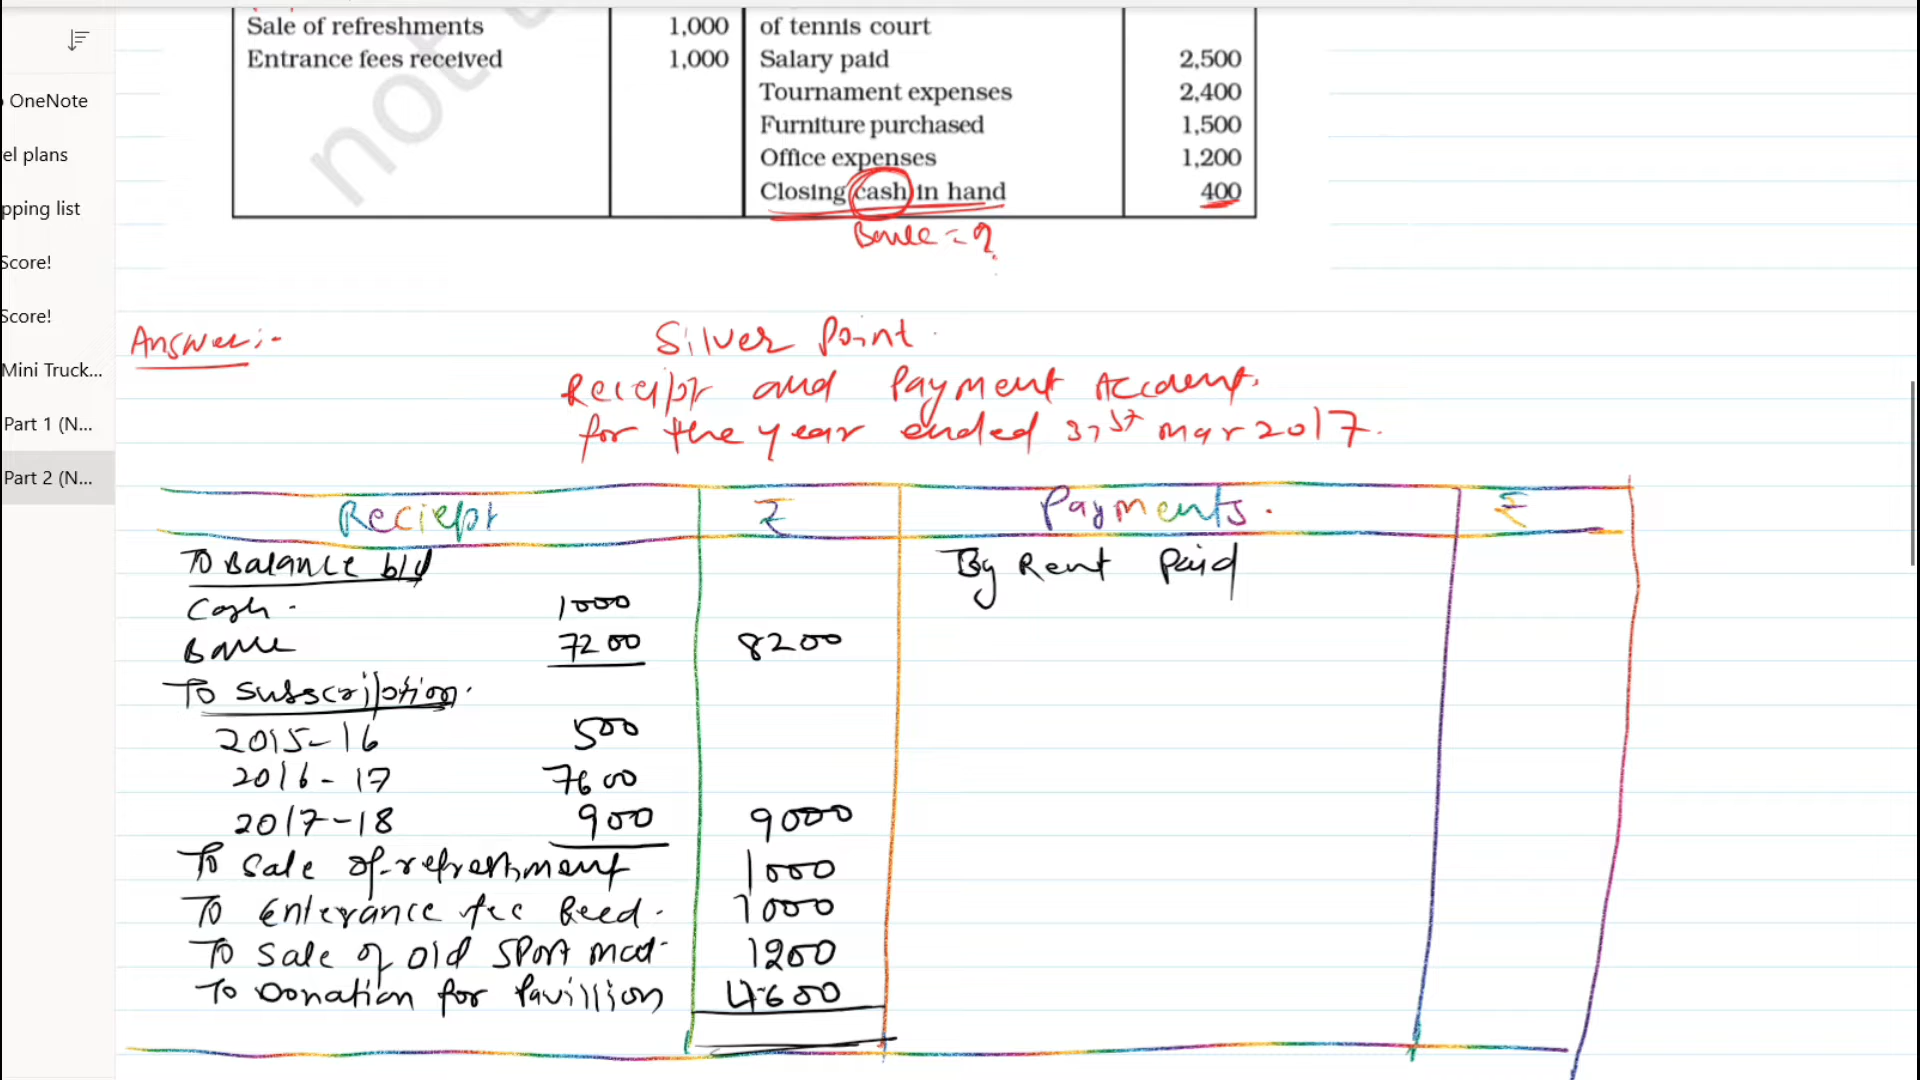 Sale of refreshments 1,000 of tennis court
Entrance fees received 1,000 Salary paid 2,500
Tournament expenses 2,400
Furniture purchased 1,500
Office expenses 1,200
Closing cash in hand 400
not
OneNote
el plans
pping list
Score!
Score!
Mini Truck...
Part 1 (N...
Part 2 (N...
Bank = ?
Answer:-
Silver Point.
Reciept and Payment Account.
for the year ended 31st mar 2017.
Reciept ₹ Payments. ₹
To Balance b/d By Rent Paid
Cash. 1000
Bank 7200 8200
To Subscription.
2015-16 500
2016-17 7600
2017-18 900 9000
To Sale of refreshment 1000
To Enterance fee Recd. 1000
To Sale of old Sport mat. 1200
To Donation for Pavillion 4600